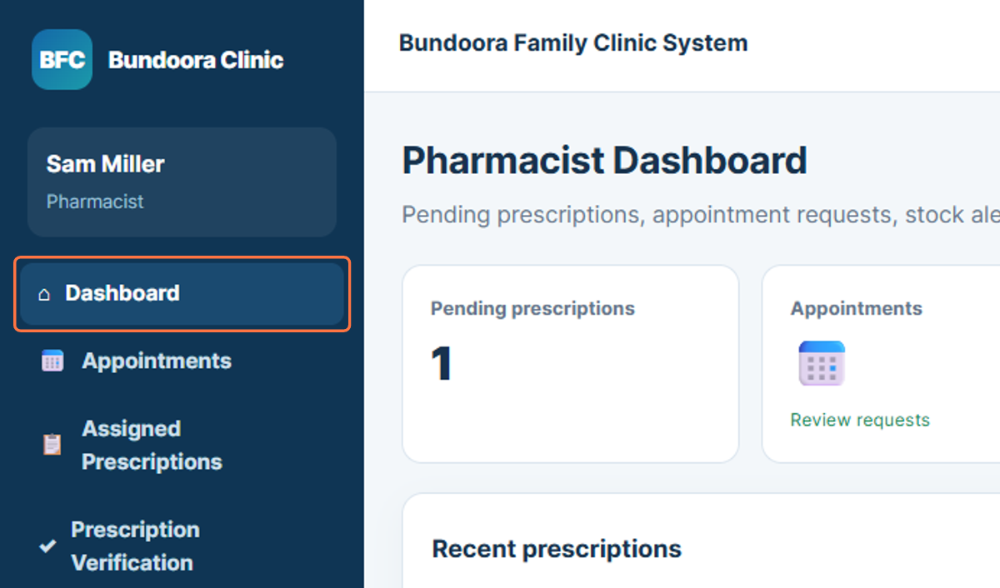 BFC
Bundoora Clinic
Sam Miller
Pharmacist
Dashboard
Appointments
Assigned
Prescriptions
Prescription
Verification
Bundoora Family Clinic System
Pharmacist Dashboard
Pending prescriptions, appointment requests, stock ale
Pending prescriptions
1
Appointments
Review requests
Recent prescriptions